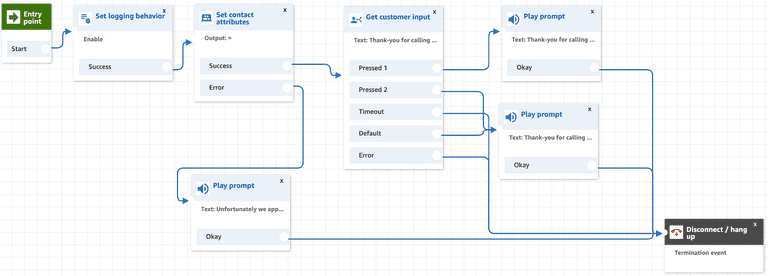 Entry
point
Start
Set logging behavior
x
Enable
Success
Set contact
attributes
x
Output: =
Success
Error
Get customer input
x
Text: Thank-you for calling ...
Pressed 1
Pressed 2
Timeout
Default
Error
Play prompt
x
Text: Thank-you for calling ...
Okay
Play prompt
x
Text: Thank-you for calling ...
Okay
Play prompt
x
Text: Unfortunately we app...
Okay
Disconnect / hang
up
x
Termination event